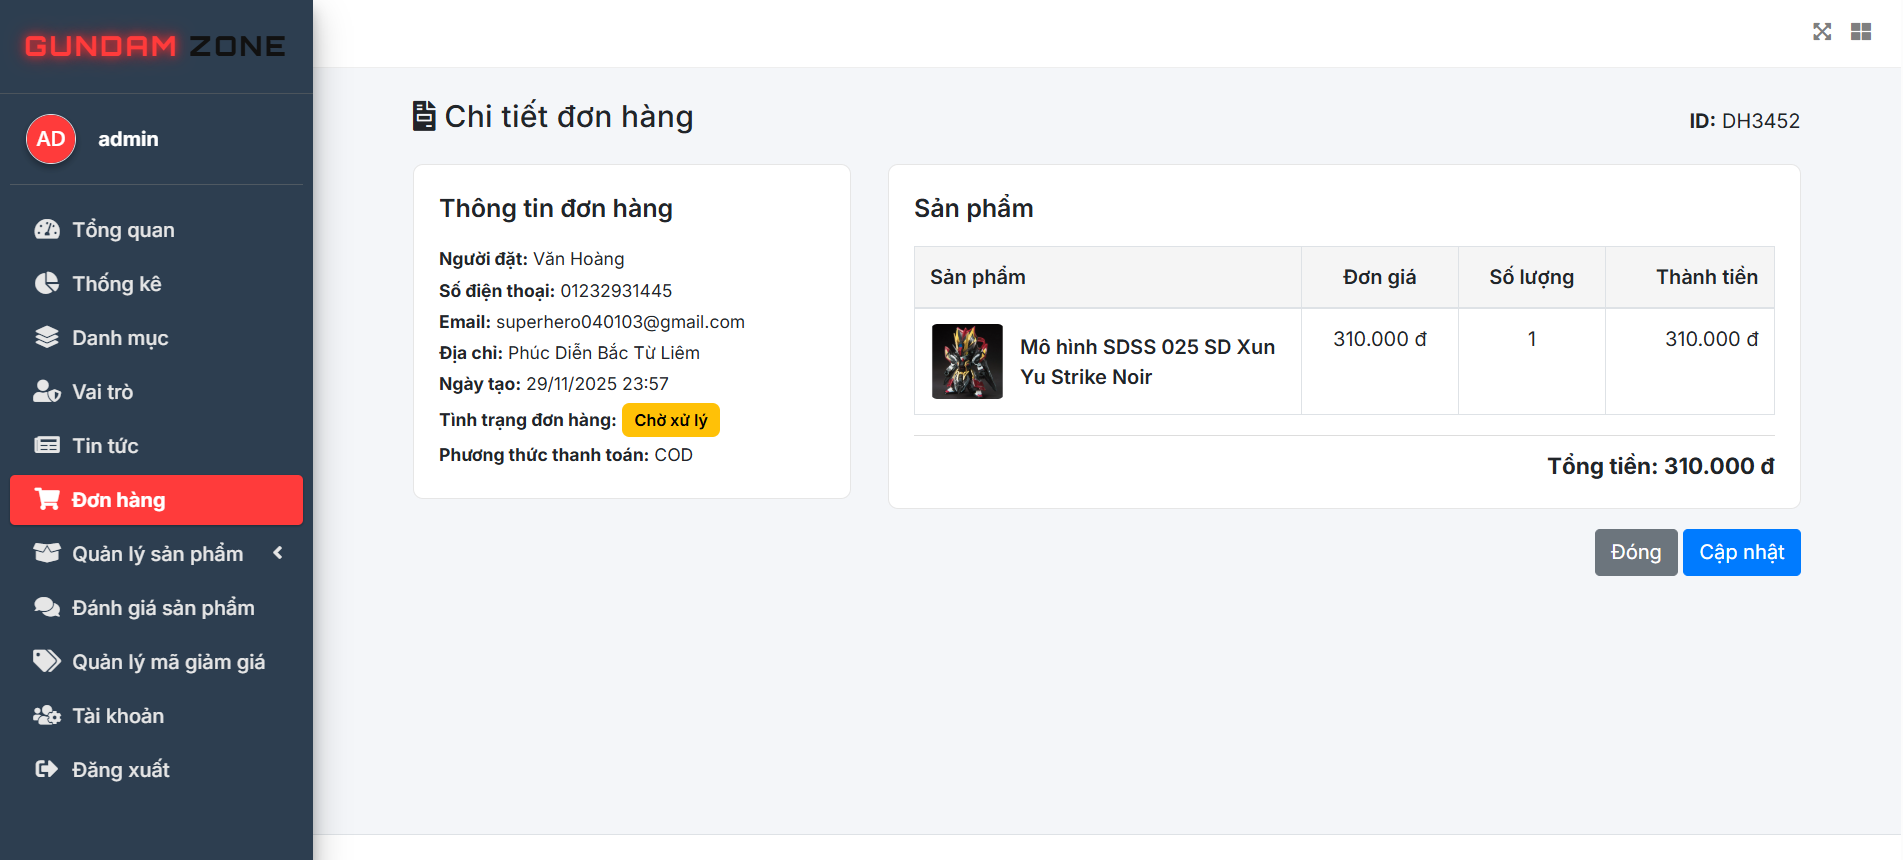 GUNDAM ZONE
AD
admin
Tổng quan
Thống kê
Danh mục
Vai trò
Tin tức
Đơn hàng
Quản lý sản phẩm
Đánh giá sản phẩm
Quản lý mã giảm giá
Tài khoản
Đăng xuất
Chi tiết đơn hàng
ID: DH3452
Thông tin đơn hàng
Người đặt: Văn Hoàng
Số điện thoại: 01232931445
Email: superhero040103@gmail.com
Địa chỉ: Phúc Diễn Bắc Từ Liêm
Ngày tạo: 29/11/2025 23:57
Tình trạng đơn hàng: Chờ xử lý
Phương thức thanh toán: COD
Sản phẩm
Sản phẩm Đơn giá Số lượng Thành tiền
Mô hình SDSS 025 SD Xun
Yu Strike Noir
310.000 đ 1 310.000 đ
Tổng tiền: 310.000 đ
Đóng Cập nhật